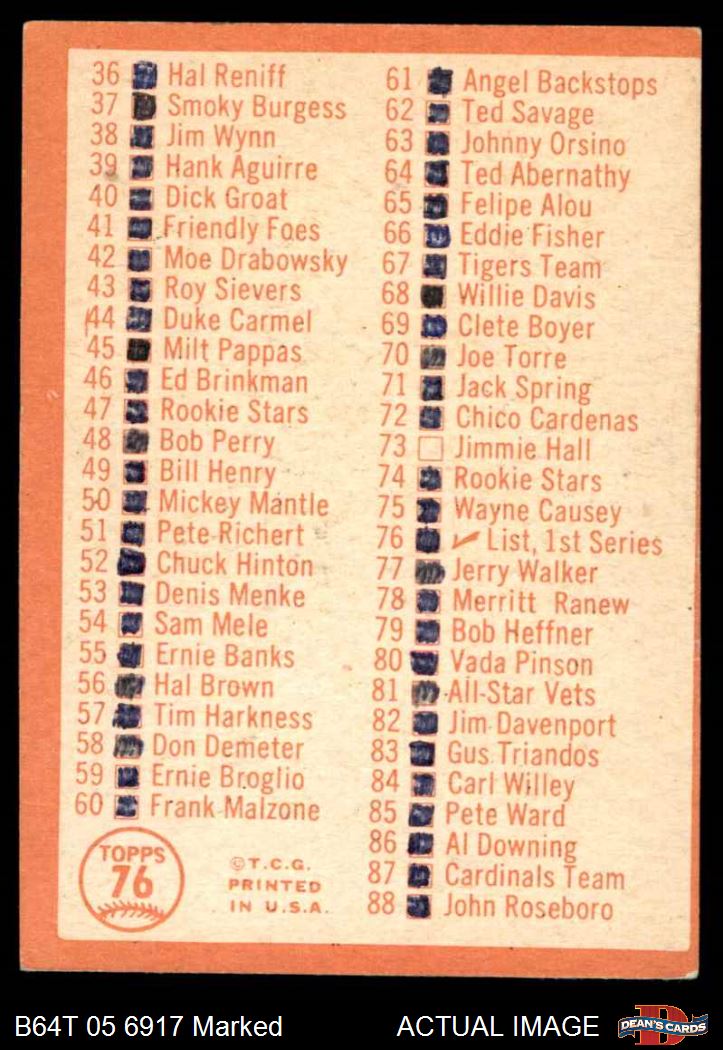 36 Hal Reniff
37 Smoky Burgess
38 Jim Wynn
39 Hank Aguirre
40 Dick Groat
41 Friendly Foes
42 Moe Drabowsky
43 Roy Sievers
44 Duke Carmel
45 Milt Pappas
46 Ed Brinkman
47 Rookie Stars
48 Bob Perry
49 Bill Henry
50 Mickey Mantle
51 Pete Richert
52 Chuck Hinton
53 Denis Menke
54 Sam Mele
55 Ernie Banks
56 Hal Brown
57 Tim Harkness
58 Don Demeter
59 Ernie Broglio
60 Frank Malzone
TOPPS
76
©T.C.G.
PRINTED
IN U.S.A.
61 Angel Backstops
62 Ted Savage
63 Johnny Orsino
64 Ted Abernathy
65 Felipe Alou
66 Eddie Fisher
67 Tigers Team
68 Willie Davis
69 Clete Boyer
70 Joe Torre
71 Jack Spring
72 Chico Cardenas
73 Jimmie Hall
74 Rookie Stars
75 Wayne Causey
76 ✓ List, 1st Series
77 Jerry Walker
78 Merritt Ranew
79 Bob Heffner
80 Vada Pinson
81 All-Star Vets
82 Jim Davenport
83 Gus Triandos
84 Carl Willey
85 Pete Ward
86 Al Downing
87 Cardinals Team
88 John Roseboro
B64T 05 6917 Marked
ACTUAL IMAGE
DEAN'S CARDS